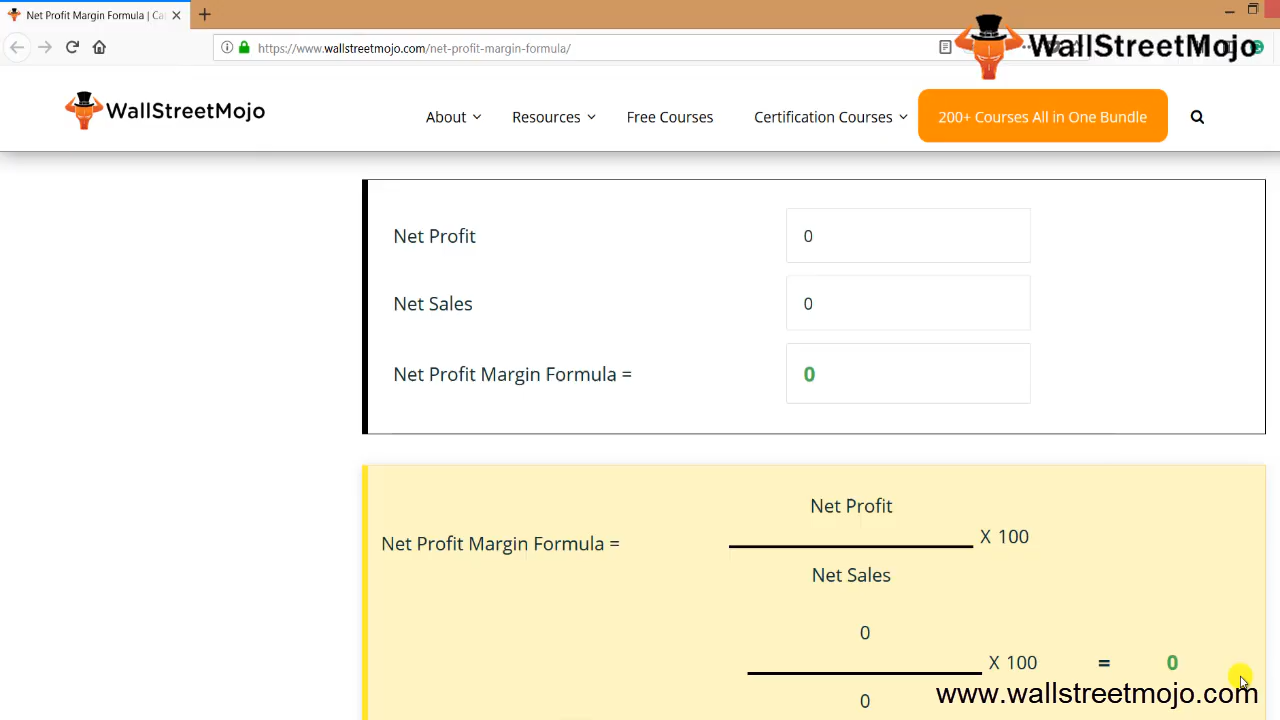 Net Profit Margin Formula | Ca
https://www.wallstreetmojo.com/net-profit-margin-formula/
WallStreetMojo
WallStreetMojo
About
Resources
Free Courses
Certification Courses
200+ Courses All in One Bundle
Net Profit
0
Net Sales
0
Net Profit Margin Formula =
0
Net Profit
Net Profit Margin Formula =
X 100
Net Sales
0
X 100 = 0
www.wallstreetmojo.com
0